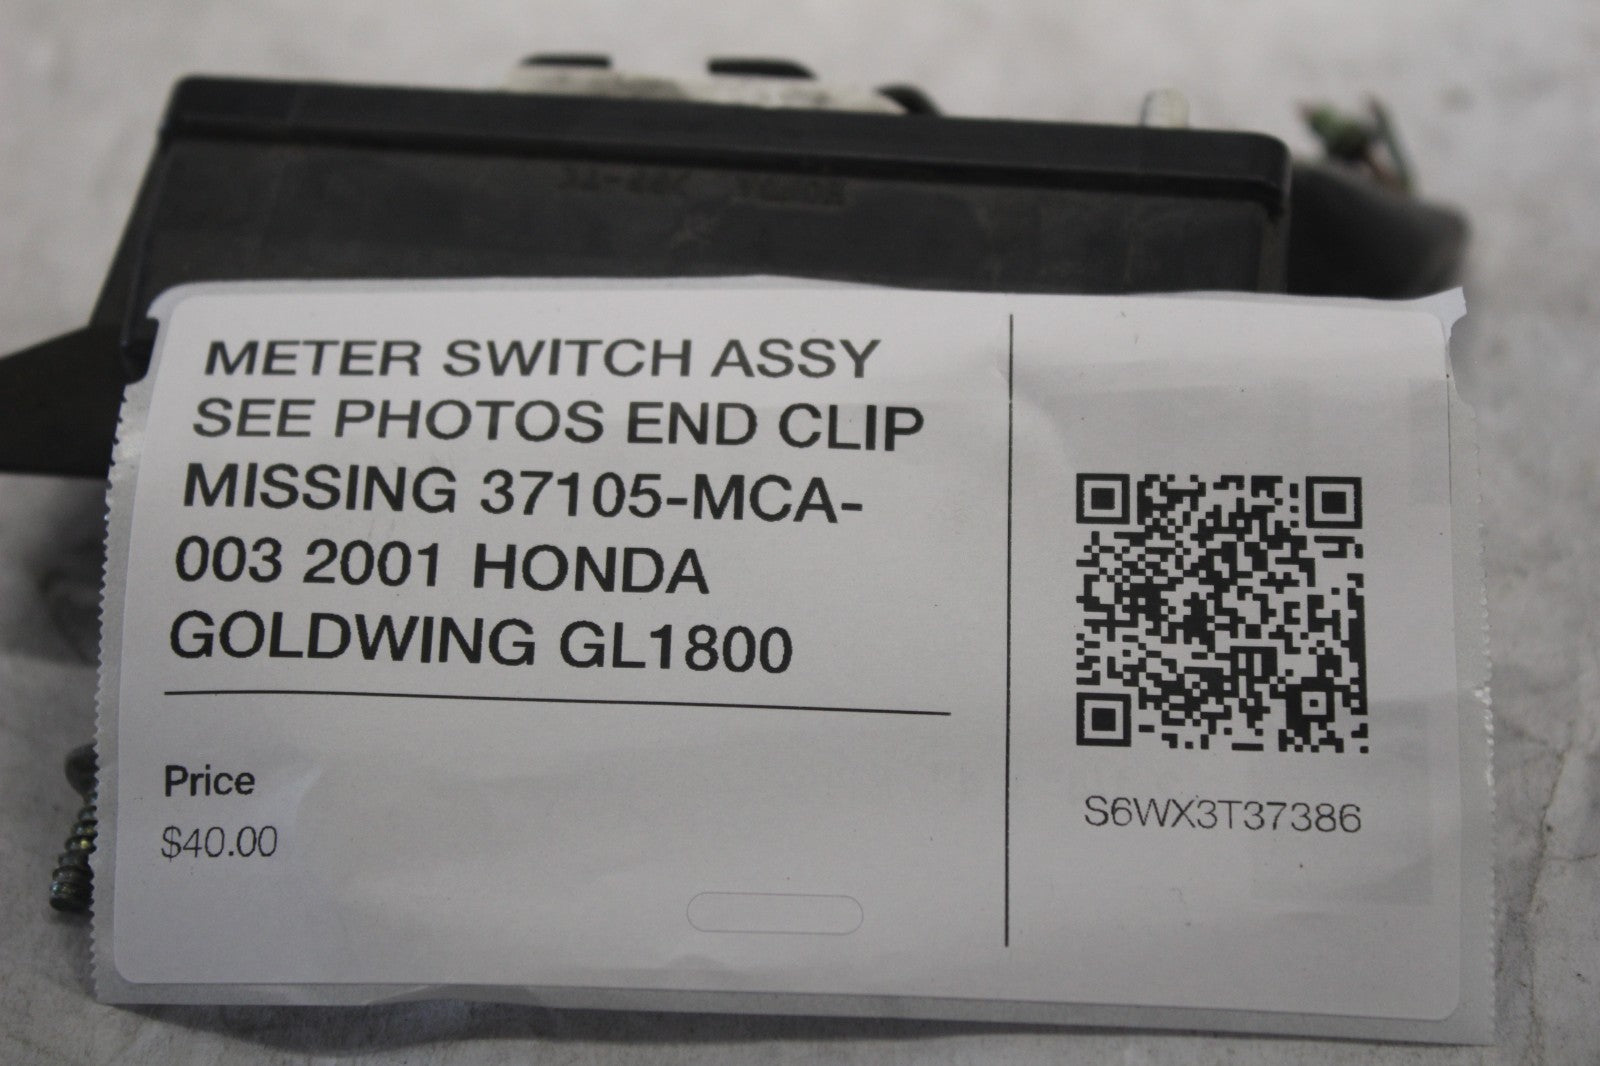 METER SWITCH ASSY
SEE PHOTOS END CLIP
MISSING 37105-MCA-
003 2001 HONDA
GOLDWING GL1800
Price
$40.00
S6WX3T37386